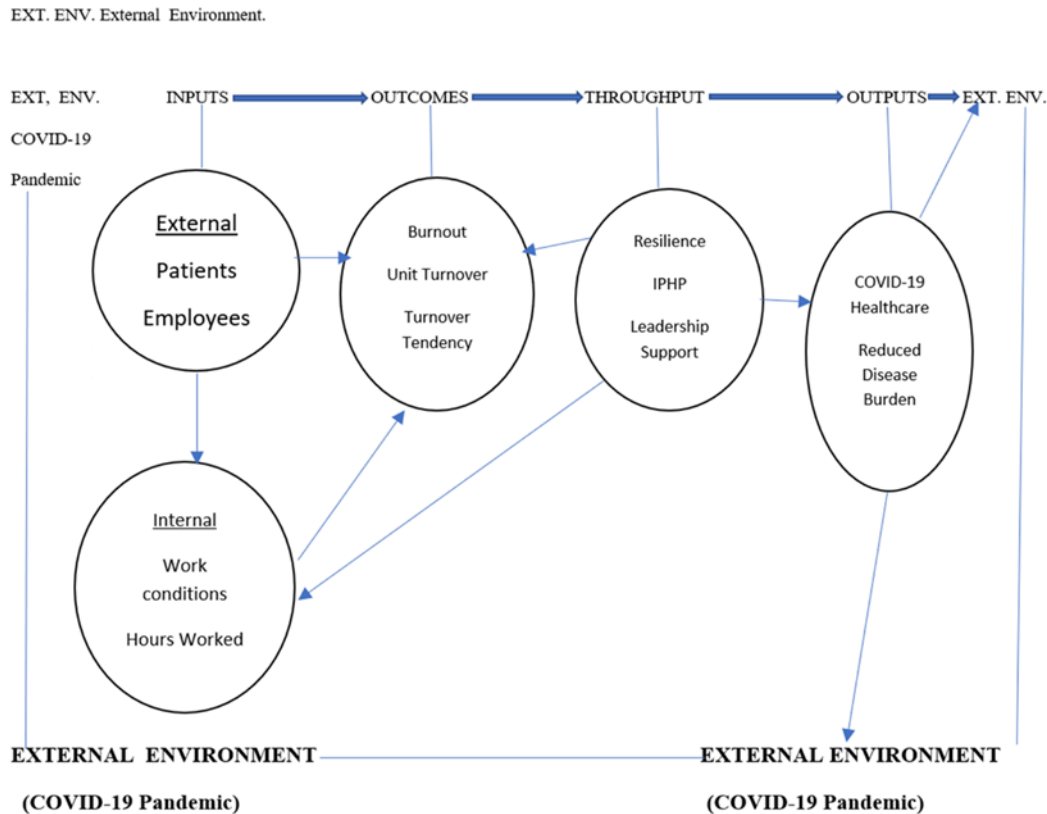 EXT. ENV. External Environment.
EXT, ENV.
COVID-19
Pandemic
INPUTS
OUTCOMES
THROUGHPUT
OUTPUTS
EXT. ENV.
External
Patients
Employees
Burnout
Unit Turnover
Turnover
Tendency
Resilience
IPHP
Leadership
Support
COVID-19
Healthcare
Reduced
Disease
Burden
Internal
Work
conditions
Hours Worked
EXTERNAL ENVIRONMENT
(COVID-19 Pandemic)
EXTERNAL ENVIRONMENT
(COVID-19 Pandemic)